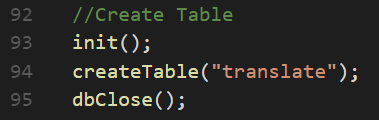 92 //Create Table
93 init();
94 createTable("translate");
95 dbClose();